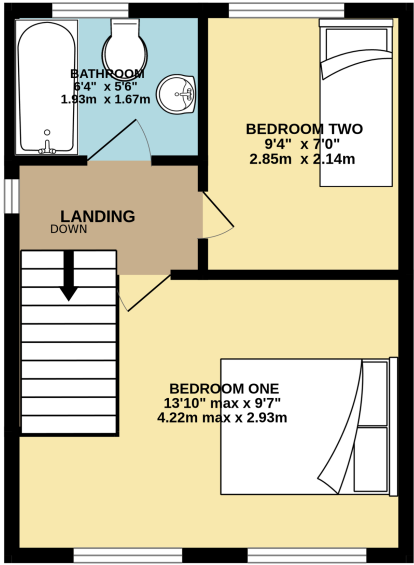 BATHROOM
6'4" x 5'6"
1.93m x 1.67m
BEDROOM TWO
9'4" x 7'0"
2.85m x 2.14m
LANDING
DOWN
BEDROOM ONE
13'10" max x 9'7"
4.22m max x 2.93m